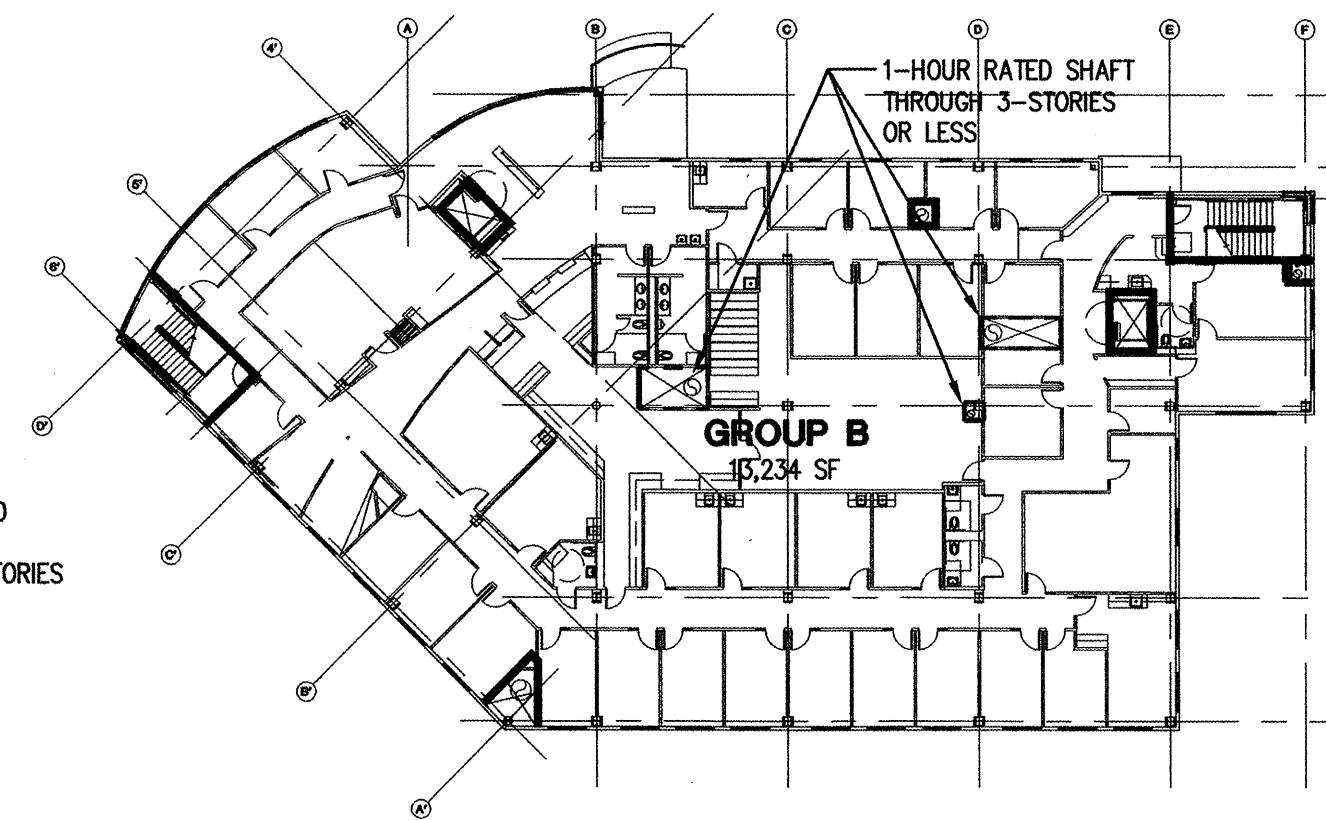 A
B
C
D
E
F
4'
5'
6'
1-HOUR RATED SHAFT
THROUGH 3-STORIES
OR LESS
D'
GROUP B
13,234 SF
C'
TORIES
B'
A'